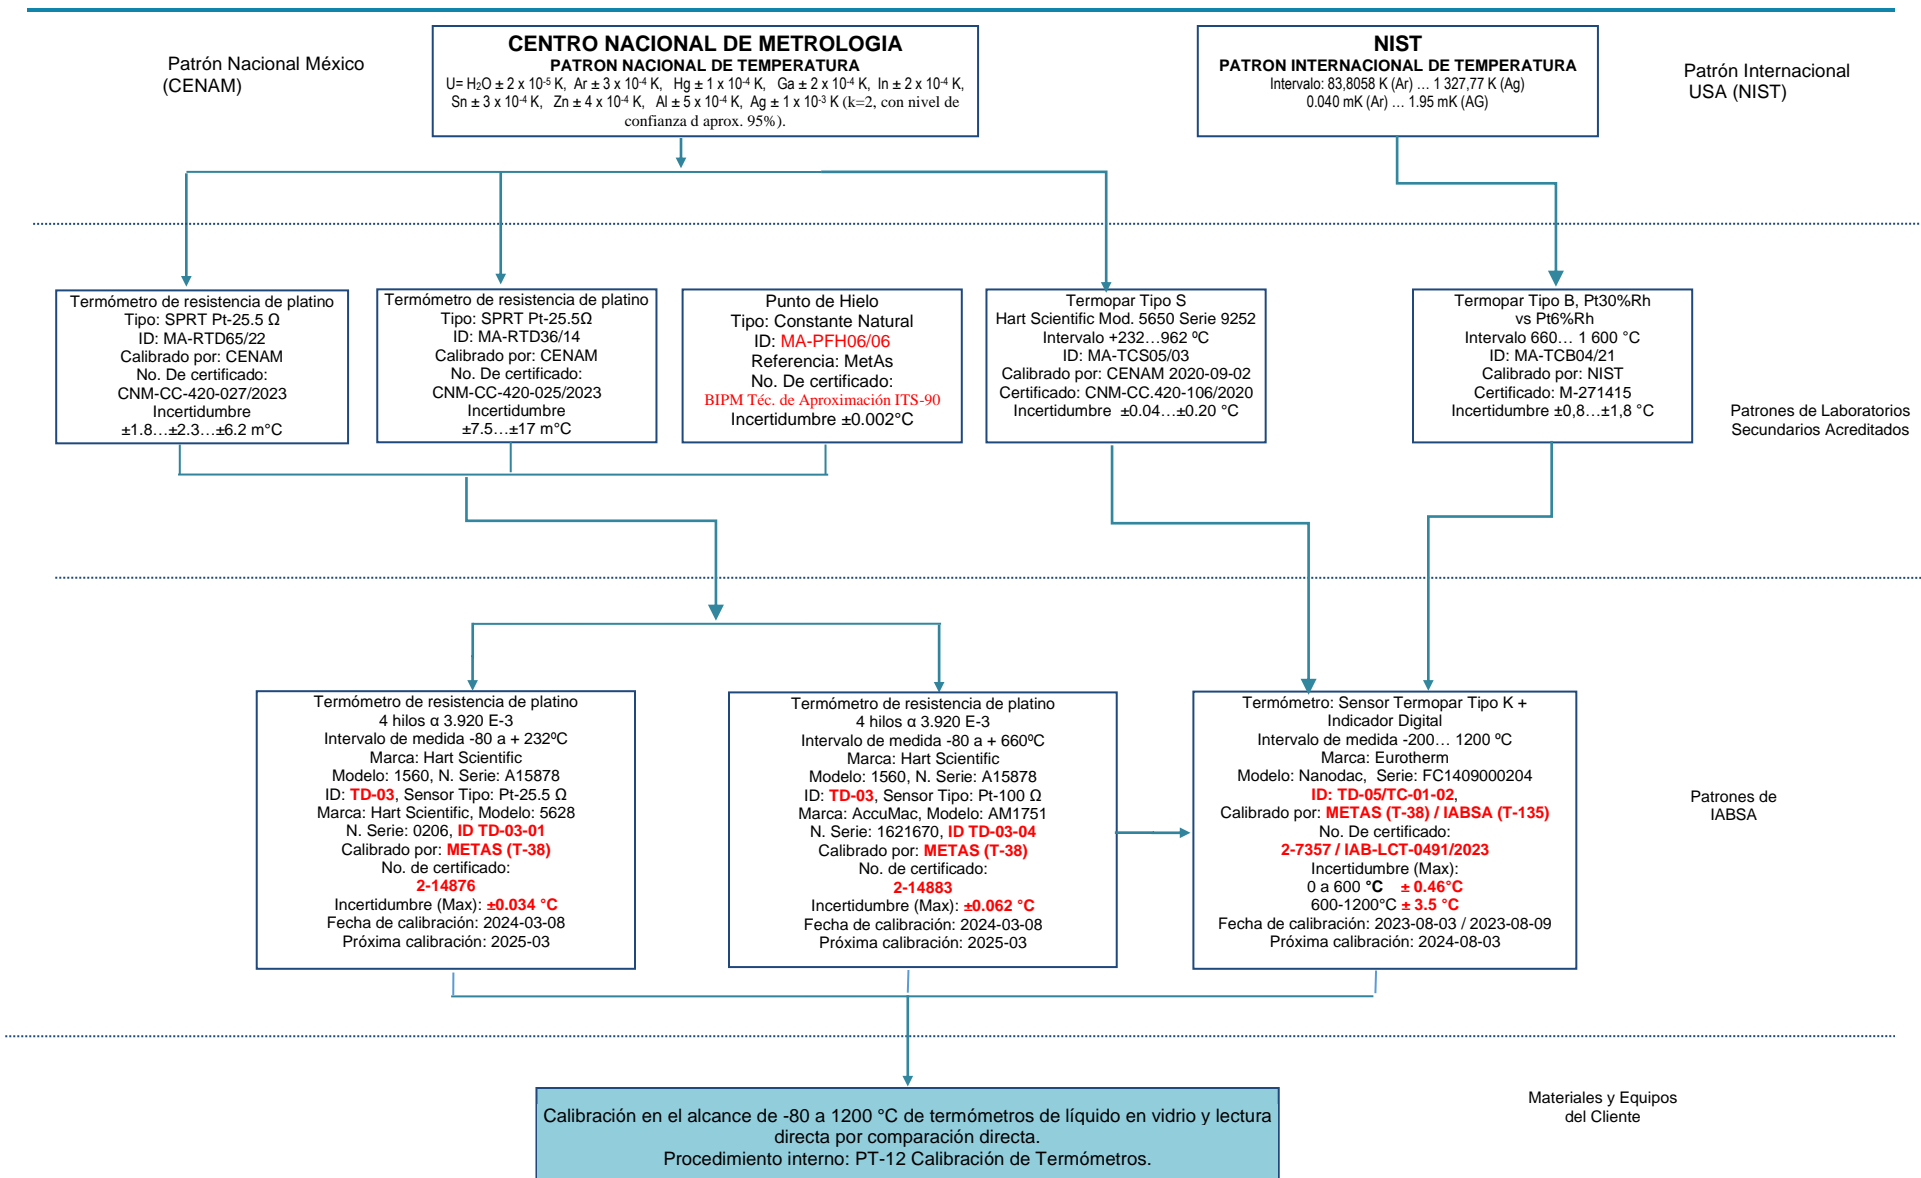 Patrón Nacional México
(CENAM)
CENTRO NACIONAL DE METROLOGIA
PATRON NACIONAL DE TEMPERATURA
U= H₂O ± 2 x 10⁻⁵ K, Ar ± 3 x 10⁻⁴ K, Hg ± 1 x 10⁻⁴ K, Ga ± 2 x 10⁻⁴ K, In ± 2 x 10⁻⁴ K,
Sn ± 3 x 10⁻⁴ K, Zn ± 4 x 10⁻⁴ K, Al ± 5 x 10⁻⁴ K, Ag ± 1 x 10⁻³ K (k=2, con nivel de
confianza d aprox. 95%).
NIST
PATRON INTERNACIONAL DE TEMPERATURA
Intervalo: 83,8058 K (Ar) ... 1 327,77 K (Ag)
0.040 mK (Ar) ... 1.95 mK (AG)
Patrón Internacional
USA (NIST)
Termómetro de resistencia de platino
Tipo: SPRT Pt-25.5 Ω
ID: MA-RTD65/22
Calibrado por: CENAM
No. De certificado:
CNM-CC-420-027/2023
Incertidumbre
±1.8…±2.3…±6.2 m°C
Termómetro de resistencia de platino
Tipo: SPRT Pt-25.5Ω
ID: MA-RTD36/14
Calibrado por: CENAM
No. De certificado:
CNM-CC-420-025/2023
Incertidumbre
±7.5…±17 m°C
Punto de Hielo
Tipo: Constante Natural
ID: MA-PFH06/06
Referencia: MetAs
No. De certificado:
BIPM Téc. de Aproximación ITS-90
Incertidumbre ±0.002°C
Termopar Tipo S
Hart Scientific Mod. 5650 Serie 9252
Intervalo +232…962 ºC
ID: MA-TCS05/03
Calibrado por: CENAM 2020-09-02
Certificado: CNM-CC.420-106/2020
Incertidumbre ±0.04…±0.20 °C
Termopar Tipo B, Pt30%Rh
vs Pt6%Rh
Intervalo 660… 1 600 °C
ID: MA-TCB04/21
Calibrado por: NIST
Certificado: M-271415
Incertidumbre ±0,8…±1,8 °C
Patrones de Laboratorios
Secundarios Acreditados
Termómetro de resistencia de platino
4 hilos α 3.920 E-3
Intervalo de medida -80 a + 232ºC
Marca: Hart Scientific
Modelo: 1560, N. Serie: A15878
ID: TD-03, Sensor Tipo: Pt-25.5 Ω
Marca: Hart Scientific, Modelo: 5628
N. Serie: 0206, ID TD-03-01
Calibrado por: METAS (T-38)
No. de certificado:
2-14876
Incertidumbre (Max): ±0.034 °C
Fecha de calibración: 2024-03-08
Próxima calibración: 2025-03
Termómetro de resistencia de platino
4 hilos α 3.920 E-3
Intervalo de medida -80 a + 660ºC
Marca: Hart Scientific
Modelo: 1560, N. Serie: A15878
ID: TD-03, Sensor Tipo: Pt-100 Ω
Marca: AccuMac, Modelo: AM1751
N. Serie: 1621670, ID TD-03-04
Calibrado por: METAS (T-38)
No. de certificado:
2-14883
Incertidumbre (Max): ±0.062 °C
Fecha de calibración: 2024-03-08
Próxima calibración: 2025-03
Termómetro: Sensor Termopar Tipo K +
Indicador Digital
Intervalo de medida -200… 1200 ºC
Marca: Eurotherm
Modelo: Nanodac, Serie: FC1409000204
ID: TD-05/TC-01-02,
Calibrado por: METAS (T-38) / IABSA (T-135)
No. De certificado:
2-7357 / IAB-LCT-0491/2023
Incertidumbre (Max):
0 a 600 °C ± 0.46°C
600-1200°C ± 3.5 °C
Fecha de calibración: 2023-08-03 / 2023-08-09
Próxima calibración: 2024-08-03
Patrones de
IABSA
Calibración en el alcance de -80 a 1200 °C de termómetros de líquido en vidrio y lectura
directa por comparación directa.
Procedimiento interno: PT-12 Calibración de Termómetros.
Materiales y Equipos
del Cliente